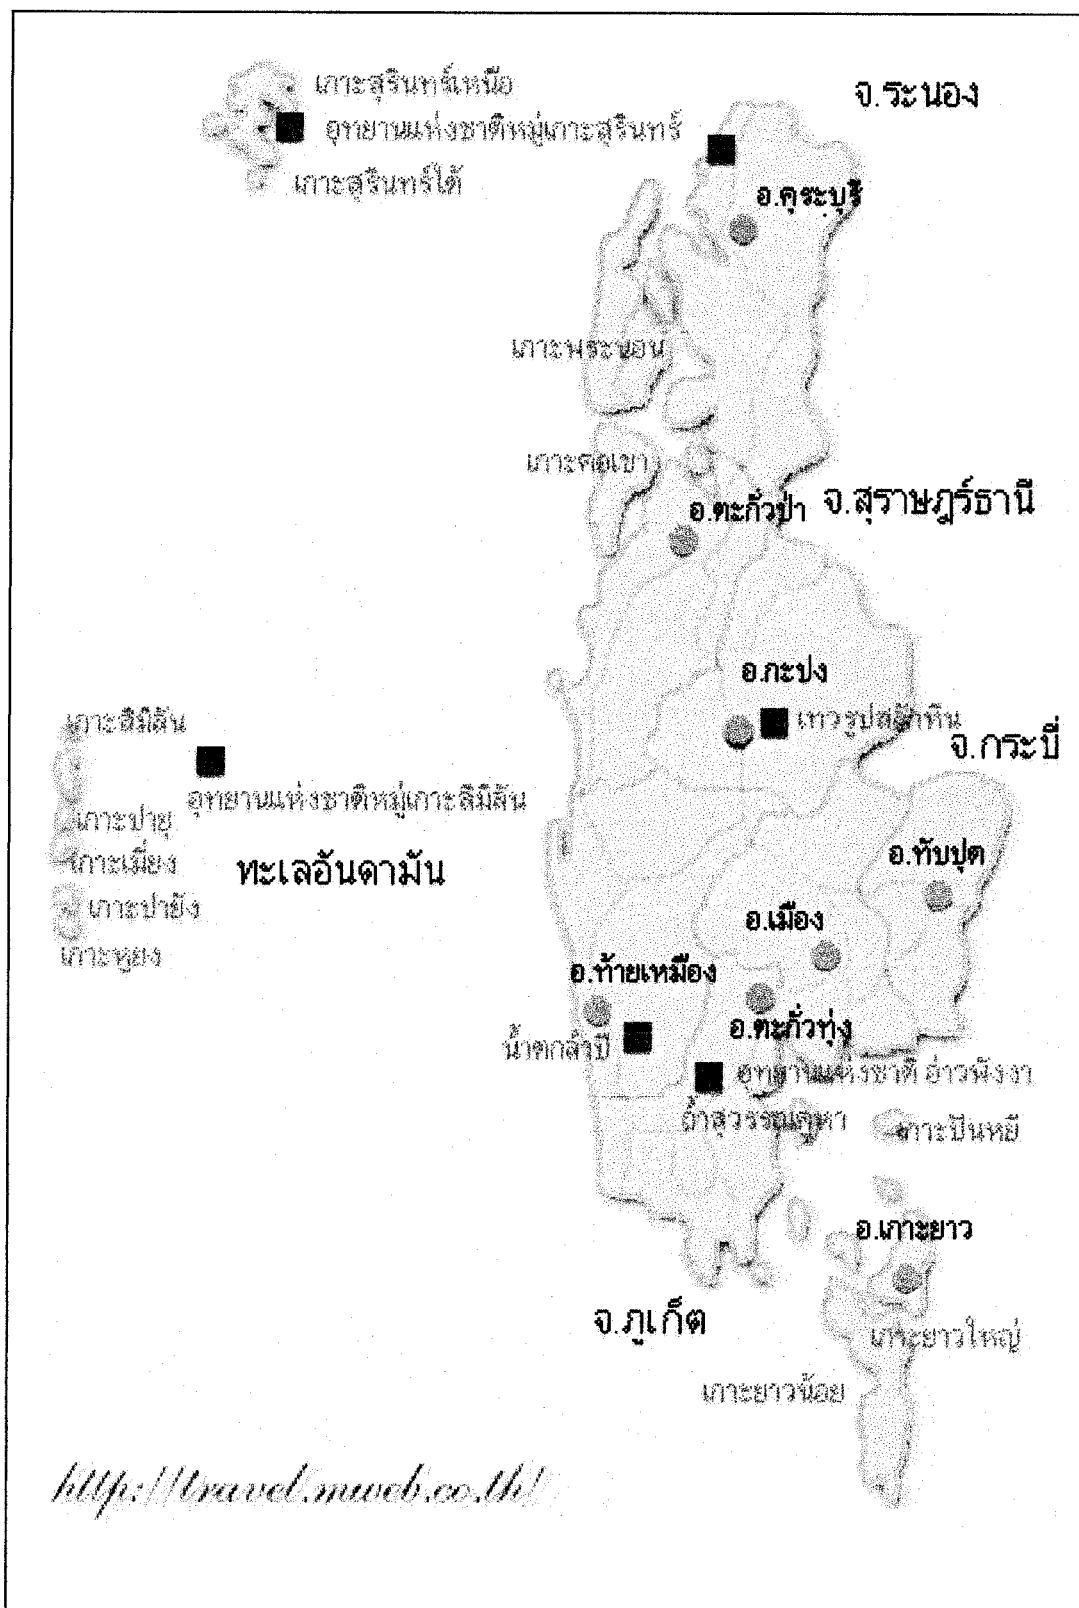 เกาะสุรินทร์เหนือ
จ.ระนอง
อุทยานแห่งชาติหมู่เกาะสุรินทร์
เกาะสุรินทร์ใต้
อ.คุระบุรี
เกาะพระทอน
เกาะคอเขา
อ.ตะกั่วป่า
จ.สุราษฎร์ธานี
อ.กะปง
เกาะสิมิลัน
เทวรูปสลักหิน
จ.กระบี่
อุทยานแห่งชาติหมู่เกาะสิมิลัน
เกาะปายุ
เกาะเมี่ยง
ทะเลอันดามัน
อ.ทับปุด
เกาะปายัง
อ.เมือง
เกาะหูยง
อ.ท้ายเหมือง
อ.ตะกั่วทุ่ง
น้ำตกลำปี
อุทยานแห่งชาติ อ่าวพังงา
ถ้ำสุวรรณคูหา
เกาะปันหยี
อ.เกาะยาว
จ.ภูเก็ต
เกาะยาวใหญ่
เกาะยาวน้อย
http://travel.mweb.co.th/